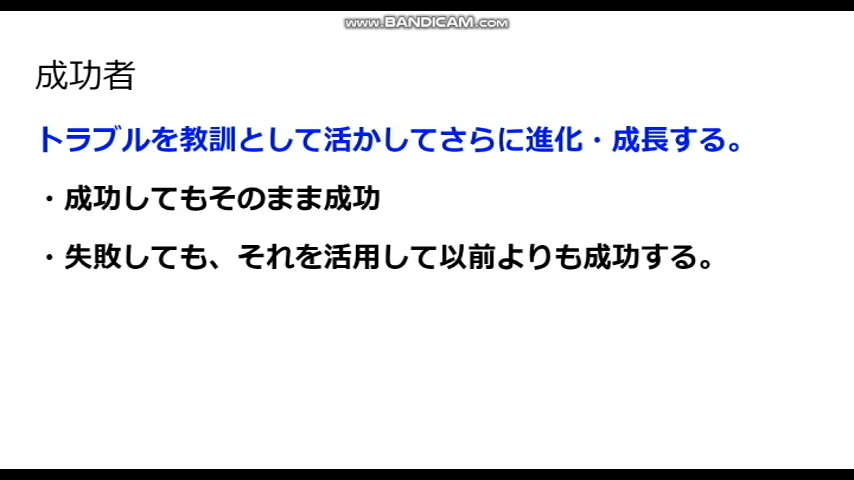 www.BANDICAM.com
成功者
トラブルを教訓として活かしてさらに進化・成長する。
・成功してもそのまま成功
・失敗しても、それを活用して以前よりも成功する。